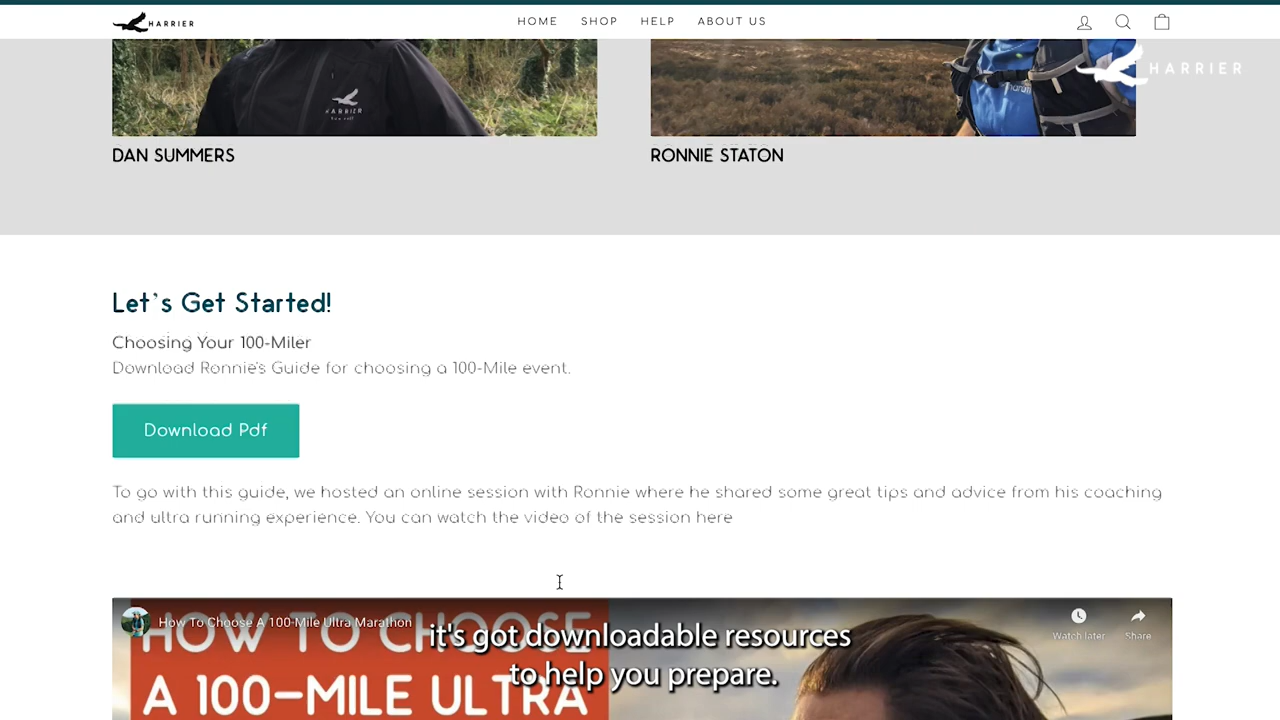 HARRIER
HOME SHOP HELP ABOUT US
HARRIER
HARRIER
DAN SUMMERS
RONNIE STATON
Let's Get Started!
Choosing Your 100-Miler
Download Ronnie's Guide for choosing a 100-Mile event.
Download Pdf
To go with this guide, we hosted an online session with Ronnie where he shared some great tips and advice from his coaching
and ultra running experience. You can watch the video of the session here
How To Choose A 100-Mile Ultra Marathon
Watch later
Share
HOW TO CHOOSE
A 100-MILE ULTRA
it's got downloadable resources
to help you prepare.